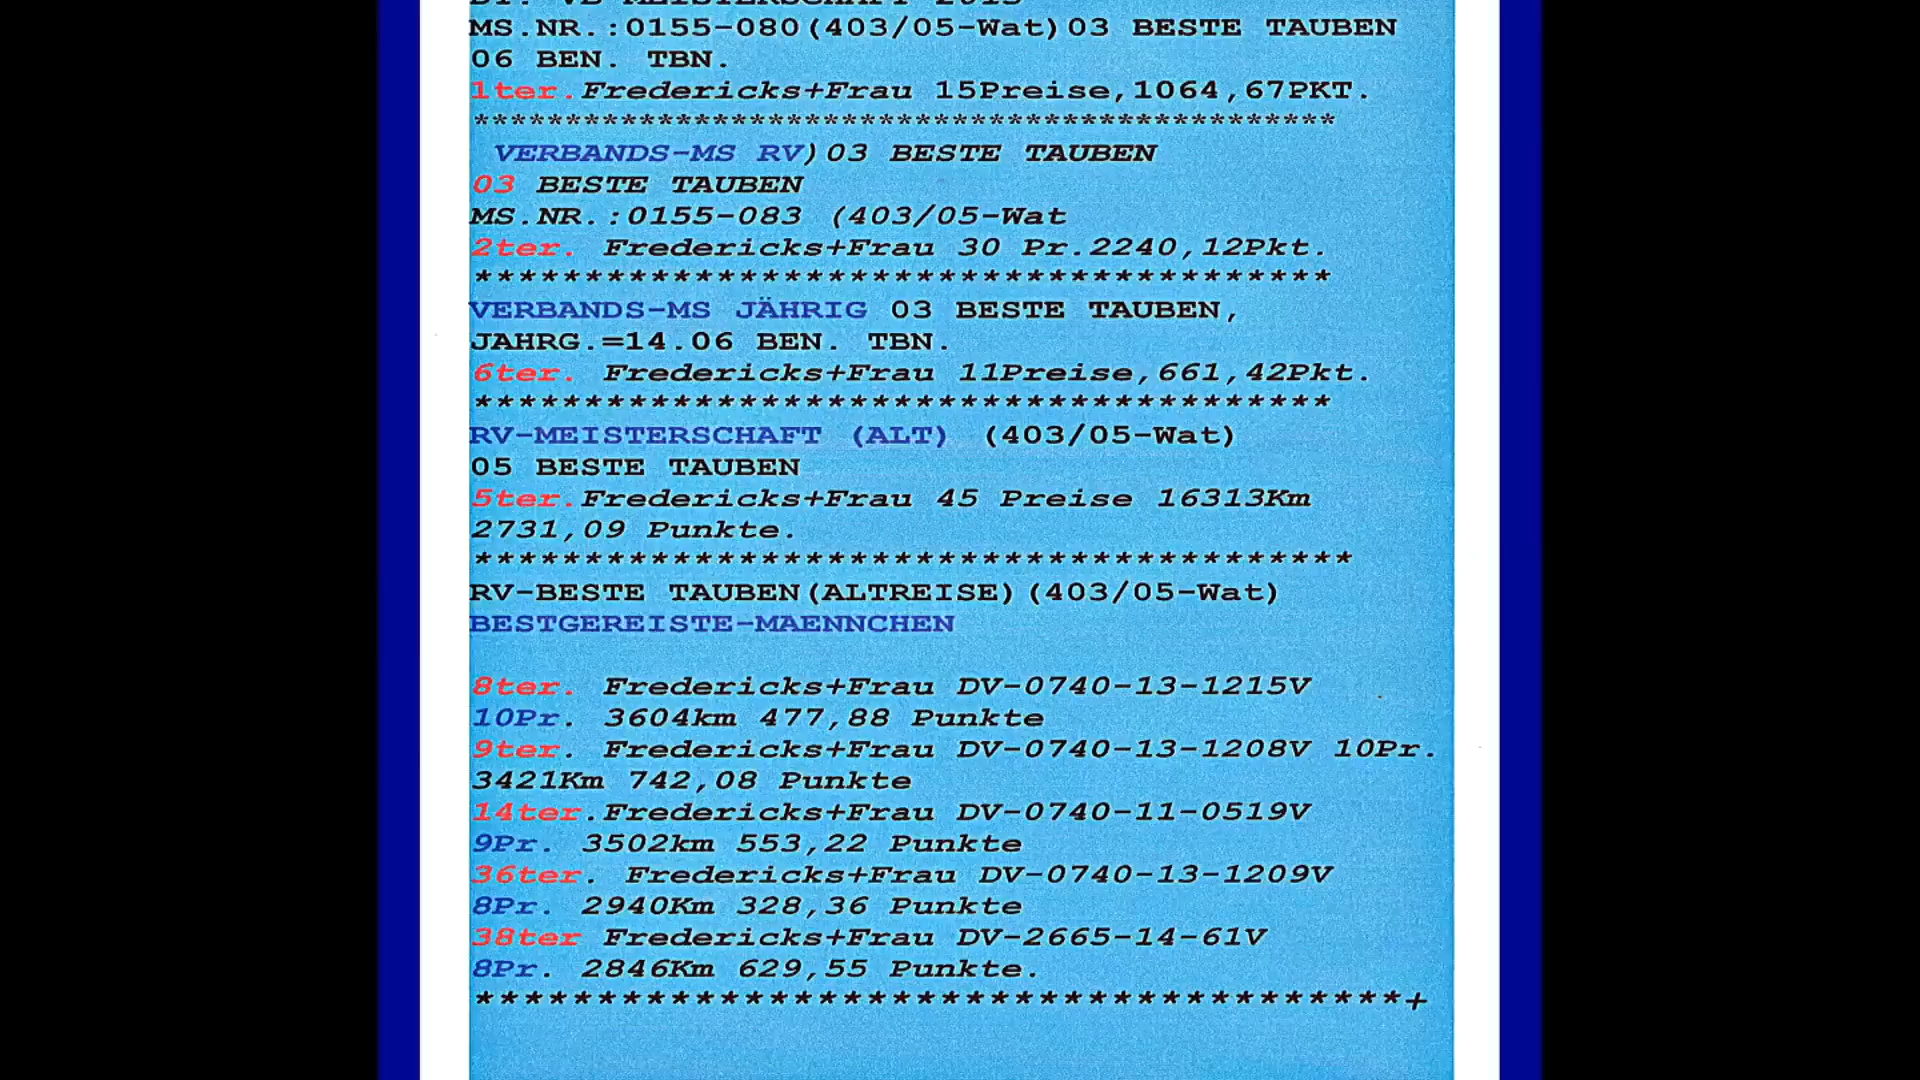 MS.NR.:0155-080(403/05-Wat)03 BESTE TAUBEN
06 BEN. TBN.
1ter.Fredericks+Frau 15Preise,1064,67PKT.
***************************************
VERBANDS-MS RV)03 BESTE TAUBEN
03 BESTE TAUBEN
MS.NR.:0155-083 (403/05-Wat
2ter. Fredericks+Frau 30 Pr.2240,12Pkt.
***************************************
VERBANDS-MS JÄHRIG 03 BESTE TAUBEN,
JAHRG.=14.06 BEN. TBN.
6ter. Fredericks+Frau 11Preise,661,42Pkt.
***************************************
RV-MEISTERSCHAFT (ALT) (403/05-Wat)
05 BESTE TAUBEN
5ter.Fredericks+Frau 45 Preise 16313Km
2731,09 Punkte.
****************************************
RV-BESTE TAUBEN(ALTREISE)(403/05-Wat)
BESTGEREISTE-MAENNCHEN
8ter. Fredericks+Frau DV-0740-13-1215V
10Pr. 3604km 477,88 Punkte
9ter. Fredericks+Frau DV-0740-13-1208V 10Pr.
3421Km 742,08 Punkte
14ter.Fredericks+Frau DV-0740-11-0519V
9Pr. 3502km 553,22 Punkte
36ter. Fredericks+Frau DV-0740-13-1209V
8Pr. 2940Km 328,36 Punkte
38ter Fredericks+Frau DV-2665-14-61V
8Pr. 2846Km 629,55 Punkte.
**************************************+